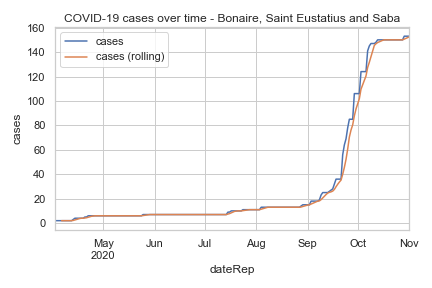 COVID-19 cases over time - Bonaire, Saint Eustatius and Saba
cases
cases (rolling)
160
140
120
100
80
60
40
20
0
cases
May Jun Jul Aug Sep Oct Nov
2020
dateRep